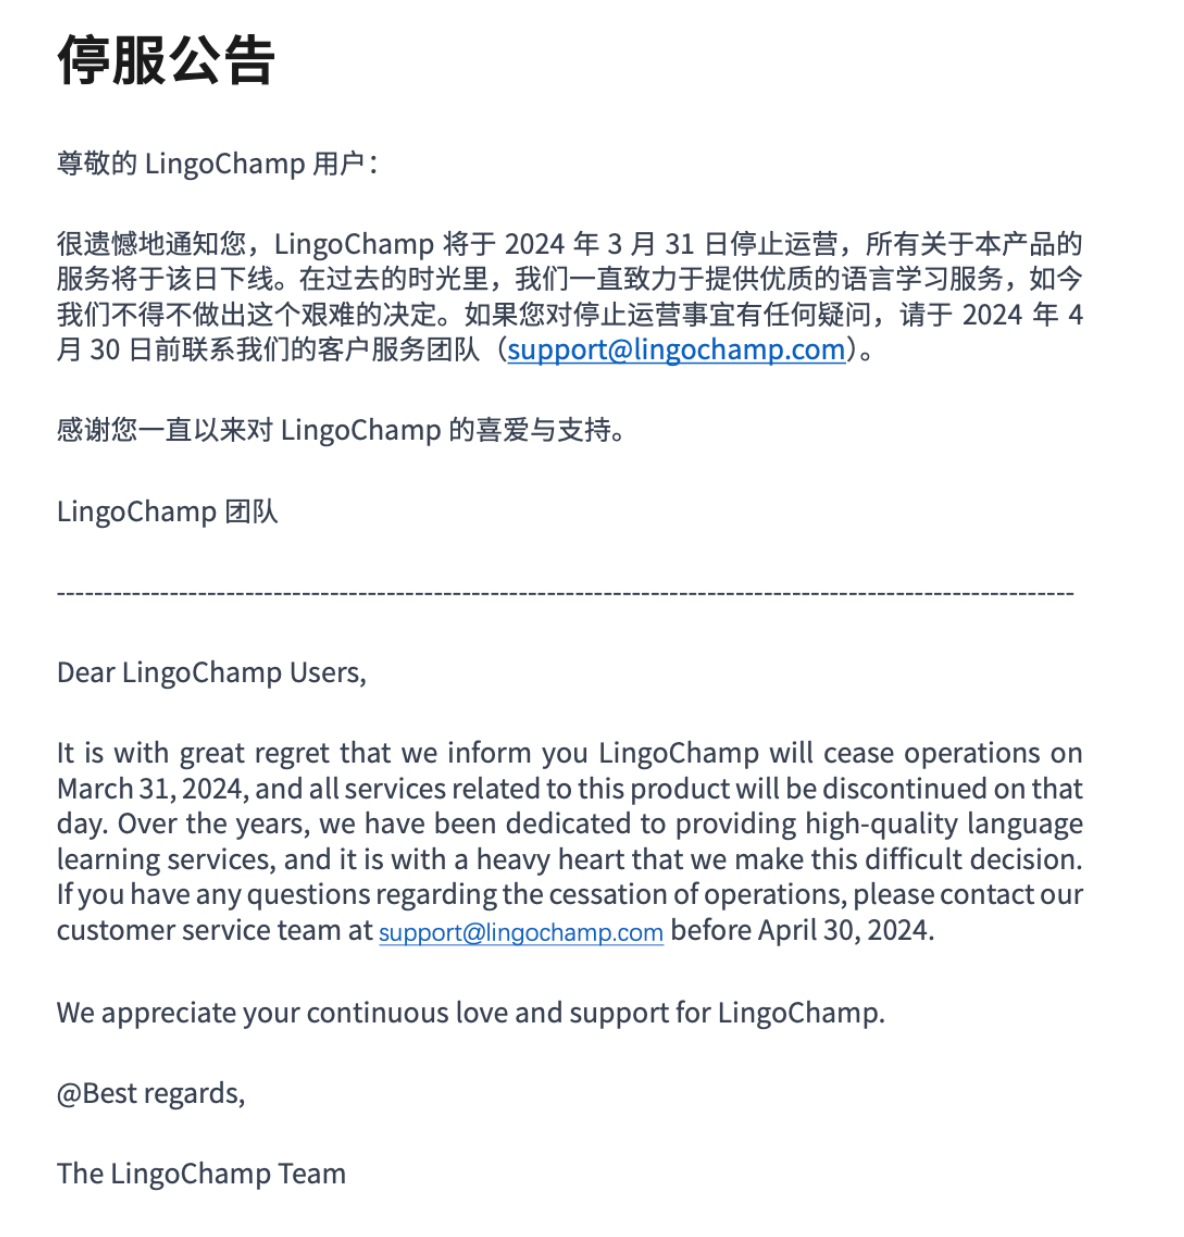 停服公告
尊敬的 LingoChamp 用户：
很遗憾地通知您，LingoChamp 将于 2024 年 3 月 31 日停止运营，所有关于本产品的
服务将于该日下线。在过去的时光里，我们一直致力于提供优质的语言学习服务，如今
我们不得不做出这个艰难的决定。如果您对停止运营事宜有任何疑问，请于 2024 年 4
月 30 日前联系我们的客户服务团队（support@lingochamp.com）。
感谢您一直以来对 LingoChamp 的喜爱与支持。
LingoChamp 团队
------------------------------------------------------------------------------------------------------------
Dear LingoChamp Users,
It is with great regret that we inform you LingoChamp will cease operations on
March 31, 2024, and all services related to this product will be discontinued on that
day. Over the years, we have been dedicated to providing high-quality language
learning services, and it is with a heavy heart that we make this difficult decision.
If you have any questions regarding the cessation of operations, please contact our
customer service team at support@lingochamp.com before April 30, 2024.
We appreciate your continuous love and support for LingoChamp.
@Best regards,
The LingoChamp Team